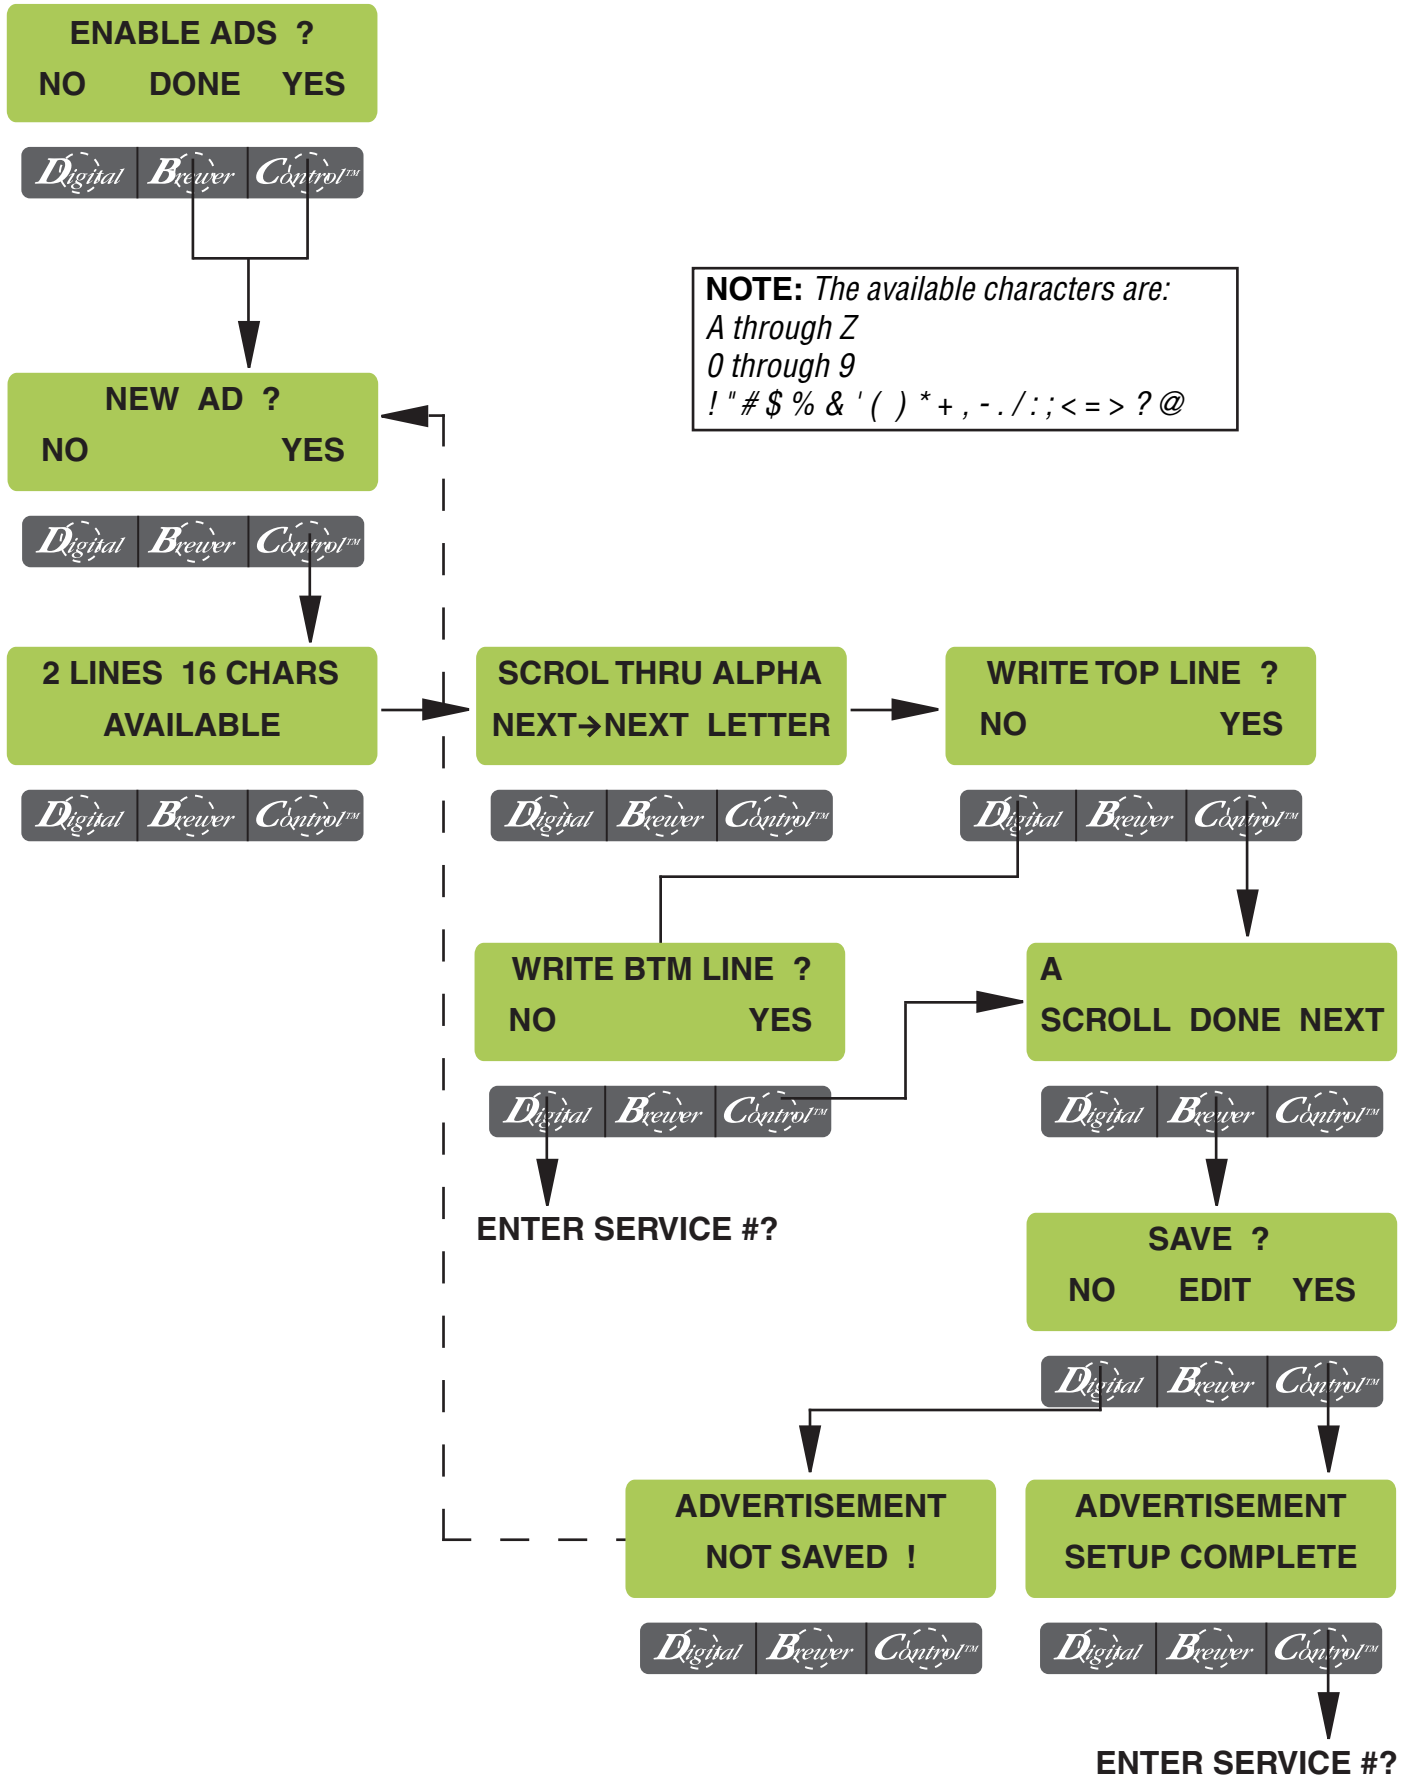 ENABLE ADS ?
NO DONE YES
Digital Brewer Control™
NOTE: The available characters are:
A through Z
0 through 9
! " # $ % & ' ( ) * + , - . / : ; < = > ? @
NEW AD ?
NO YES
Digital Brewer Control™
2 LINES 16 CHARS
AVAILABLE
Digital Brewer Control™
SCROL THRU ALPHA
NEXT→NEXT LETTER
Digital Brewer Control™
WRITE TOP LINE ?
NO YES
Digital Brewer Control™
WRITE BTM LINE ?
NO YES
Digital Brewer Control™
ENTER SERVICE #?
A
SCROLL DONE NEXT
Digital Brewer Control™
SAVE ?
NO EDIT YES
Digital Brewer Control™
ADVERTISEMENT
NOT SAVED !
Digital Brewer Control™
ADVERTISEMENT
SETUP COMPLETE
Digital Brewer Control™
ENTER SERVICE #?